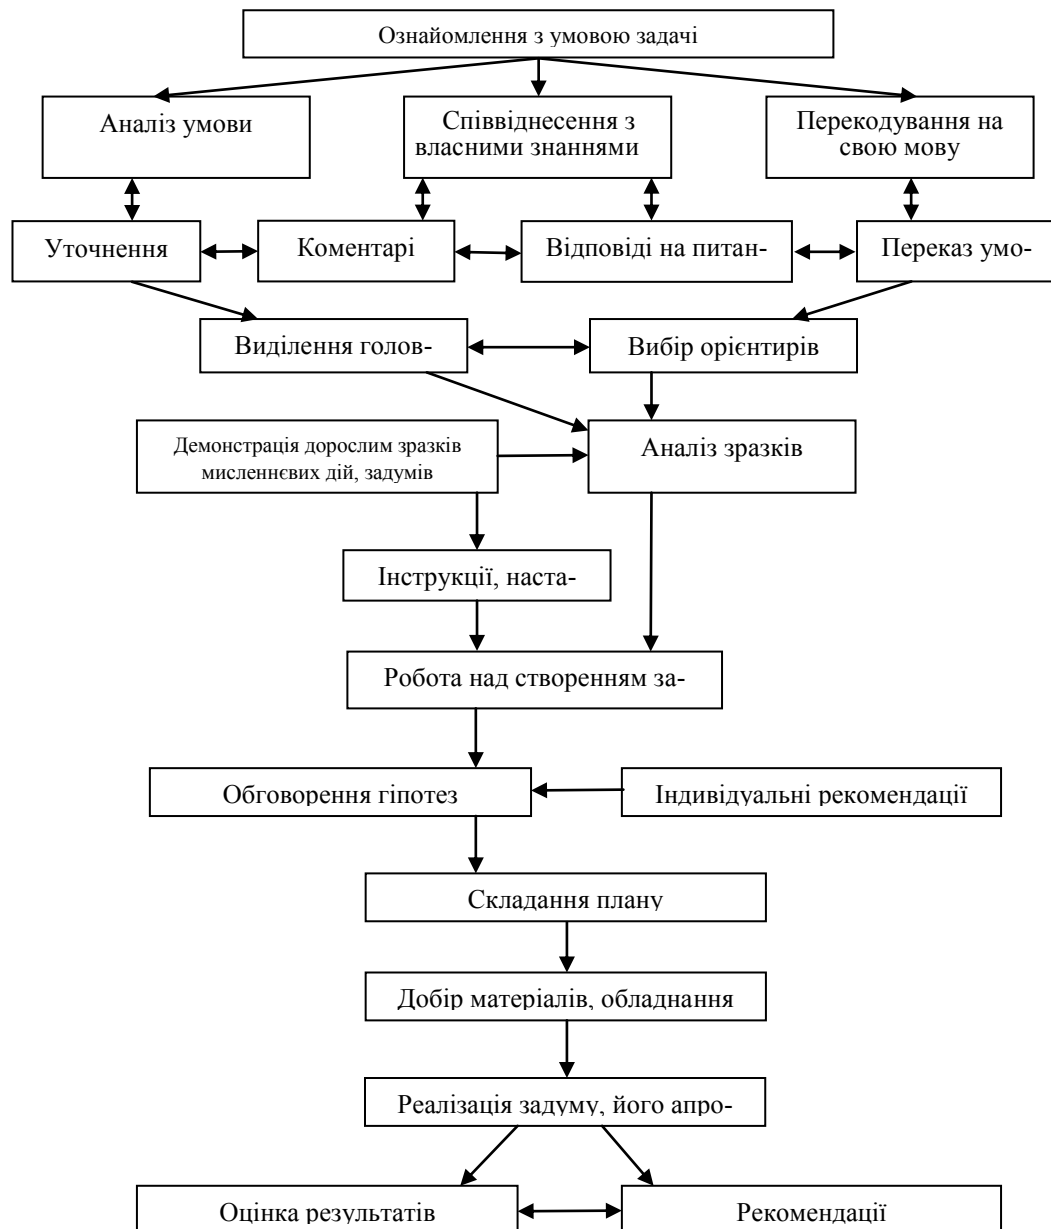 Ознайомлення з умовою задачі
Аналіз умови
Співвіднесення з
власними знаннями
Перекодування на
свою мову
Уточнення
Коментарі
Відповіді на питан-
Переказ умо-
Виділення голов-
Вибір орієнтирів
Демонстрація дорослим зразків
мисленнєвих дій, задумів
Аналіз зразків
Інструкції, наста-
Робота над створенням за-
Обговорення гіпотез
Індивідуальні рекомендації
Складання плану
Добір матеріалів, обладнання
Реалізація задуму, його апро-
Оцінка результатів
Рекомендації